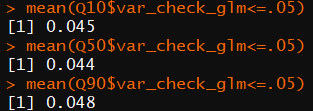 > mean(Q10$var_check_glm<=.05)
[1] 0.045
> mean(Q50$var_check_glm<=.05)
[1] 0.044
> mean(Q90$var_check_glm<=.05)
[1] 0.048